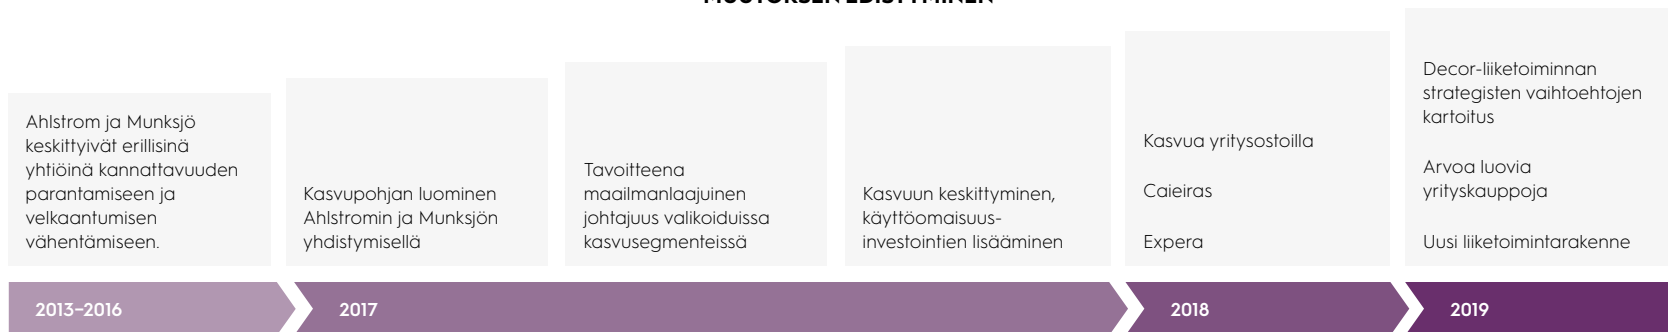 MUUTOKSEN EDISTYMINEN
Ahlstrom ja Munksjö
keskittyivät erillisinä
yhtiöinä kannattavuuden
parantamiseen ja
velkaantumisen
vähentämiseen.
Kasvupohjan luominen
Ahlstromin ja Munksjön
yhdistymisellä
Tavoitteena
maailmanlaajuinen
johtajuus valikoiduissa
kasvusegmenteissä
Kasvuun keskittyminen,
käyttöomaisuus-
investointien lisääminen
Kasvua yritysostoilla
Caieiras
Expera
Decor-liiketoiminnan
strategisten vaihtoehtojen
kartoitus
Arvoa luovia
yrityskauppoja
Uusi liiketoimintarakenne
2013–2016
2017
2018
2019